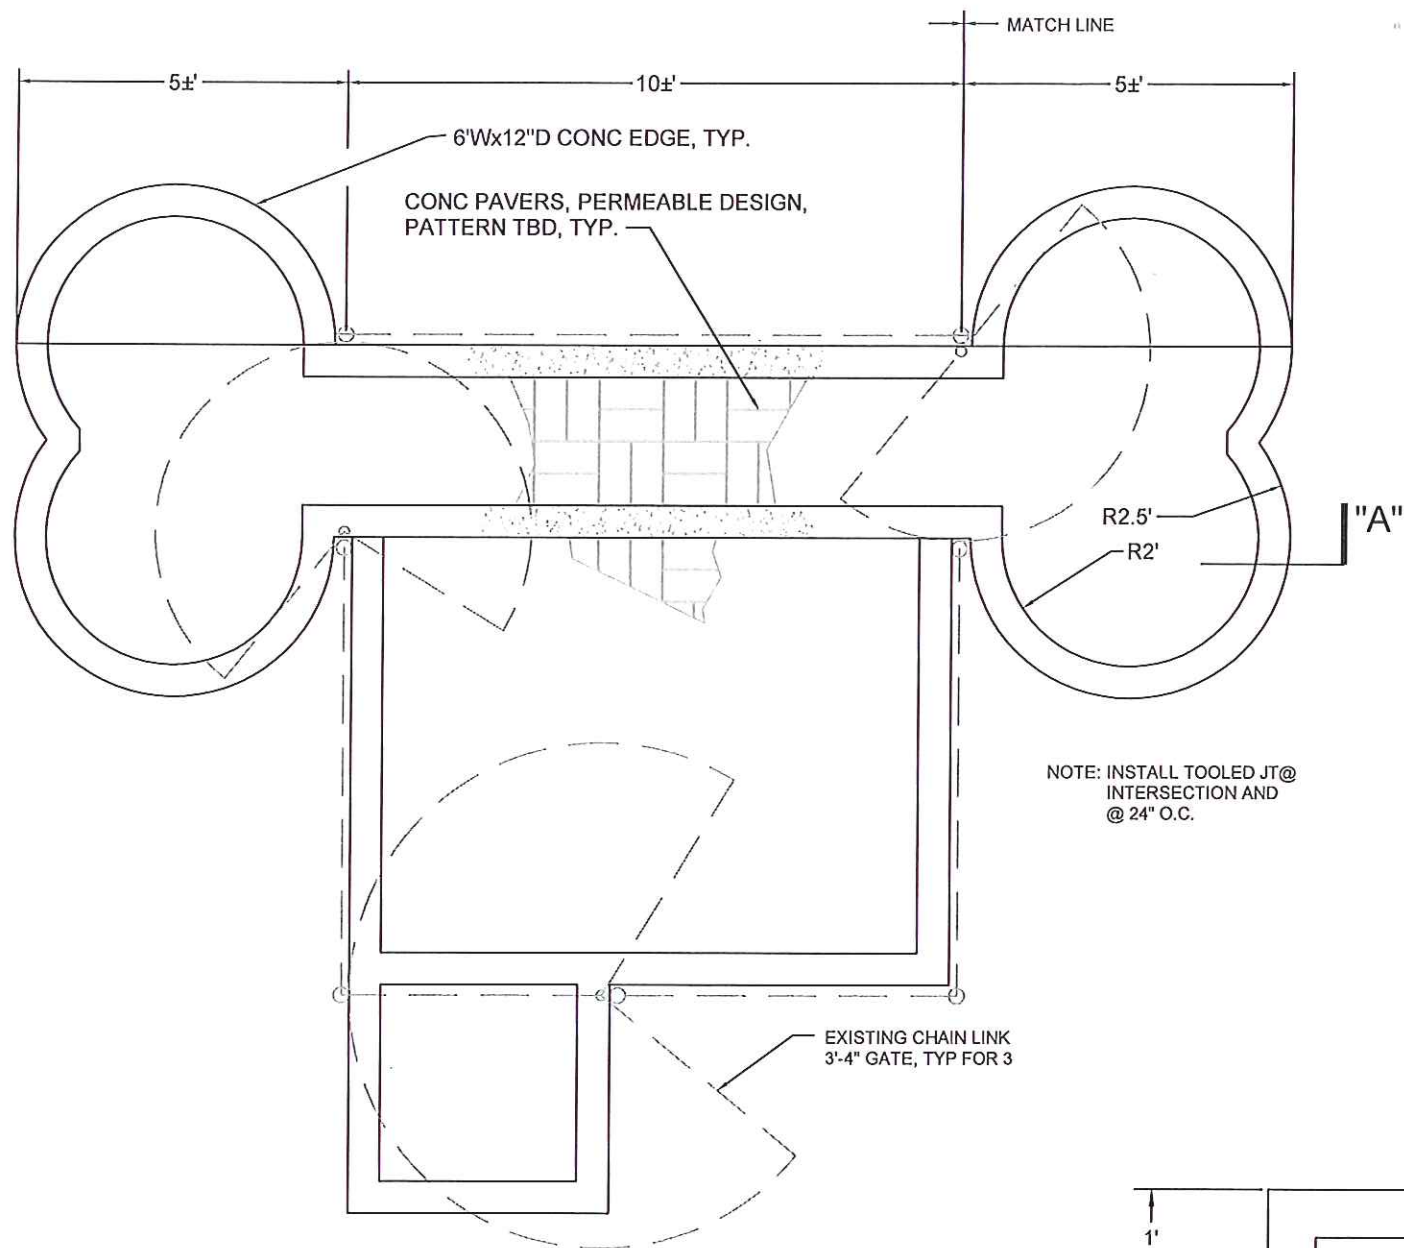 MATCH LINE
5±'
10±'
5±'
6'Wx12"D CONC EDGE, TYP.
CONC PAVERS, PERMEABLE DESIGN,
PATTERN TBD, TYP.
R2.5'
"A"
R2'
NOTE: INSTALL TOOLED JT@
INTERSECTION AND
@ 24" O.C.
EXISTING CHAIN LINK
3'-4" GATE, TYP FOR 3
1'